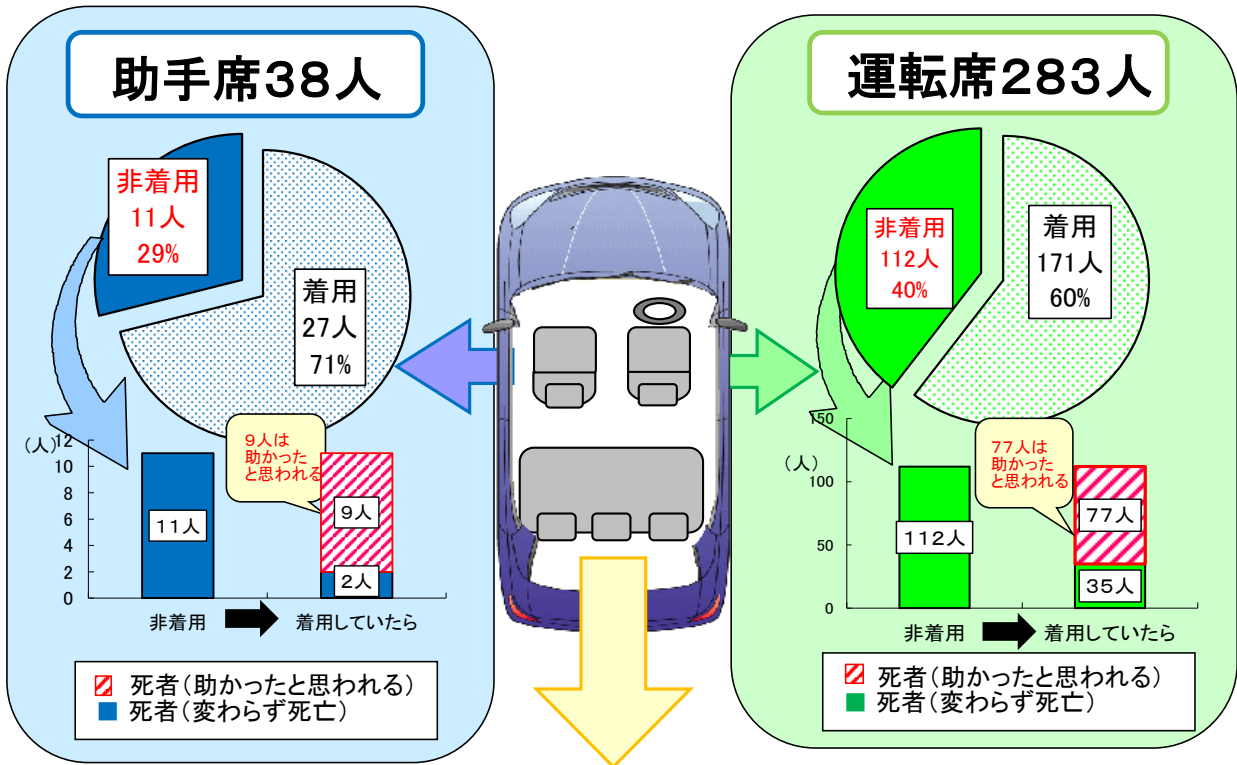 助手席38人
非着用
11人
29%
着用
27人
71%
9人は
助かった
と思われる
(人)
12
10
8
6
4
2
0
11人
9人
2人
非着用
着用していたら
死者(助かったと思われる)
死者(変わらず死亡)
運転席283人
非着用
112人
40%
着用
171人
60%
77人は
助かった
と思われる
(人)
150
100
50
0
112人
77人
35人
非着用
着用していたら
死者(助かったと思われる)
死者(変わらず死亡)